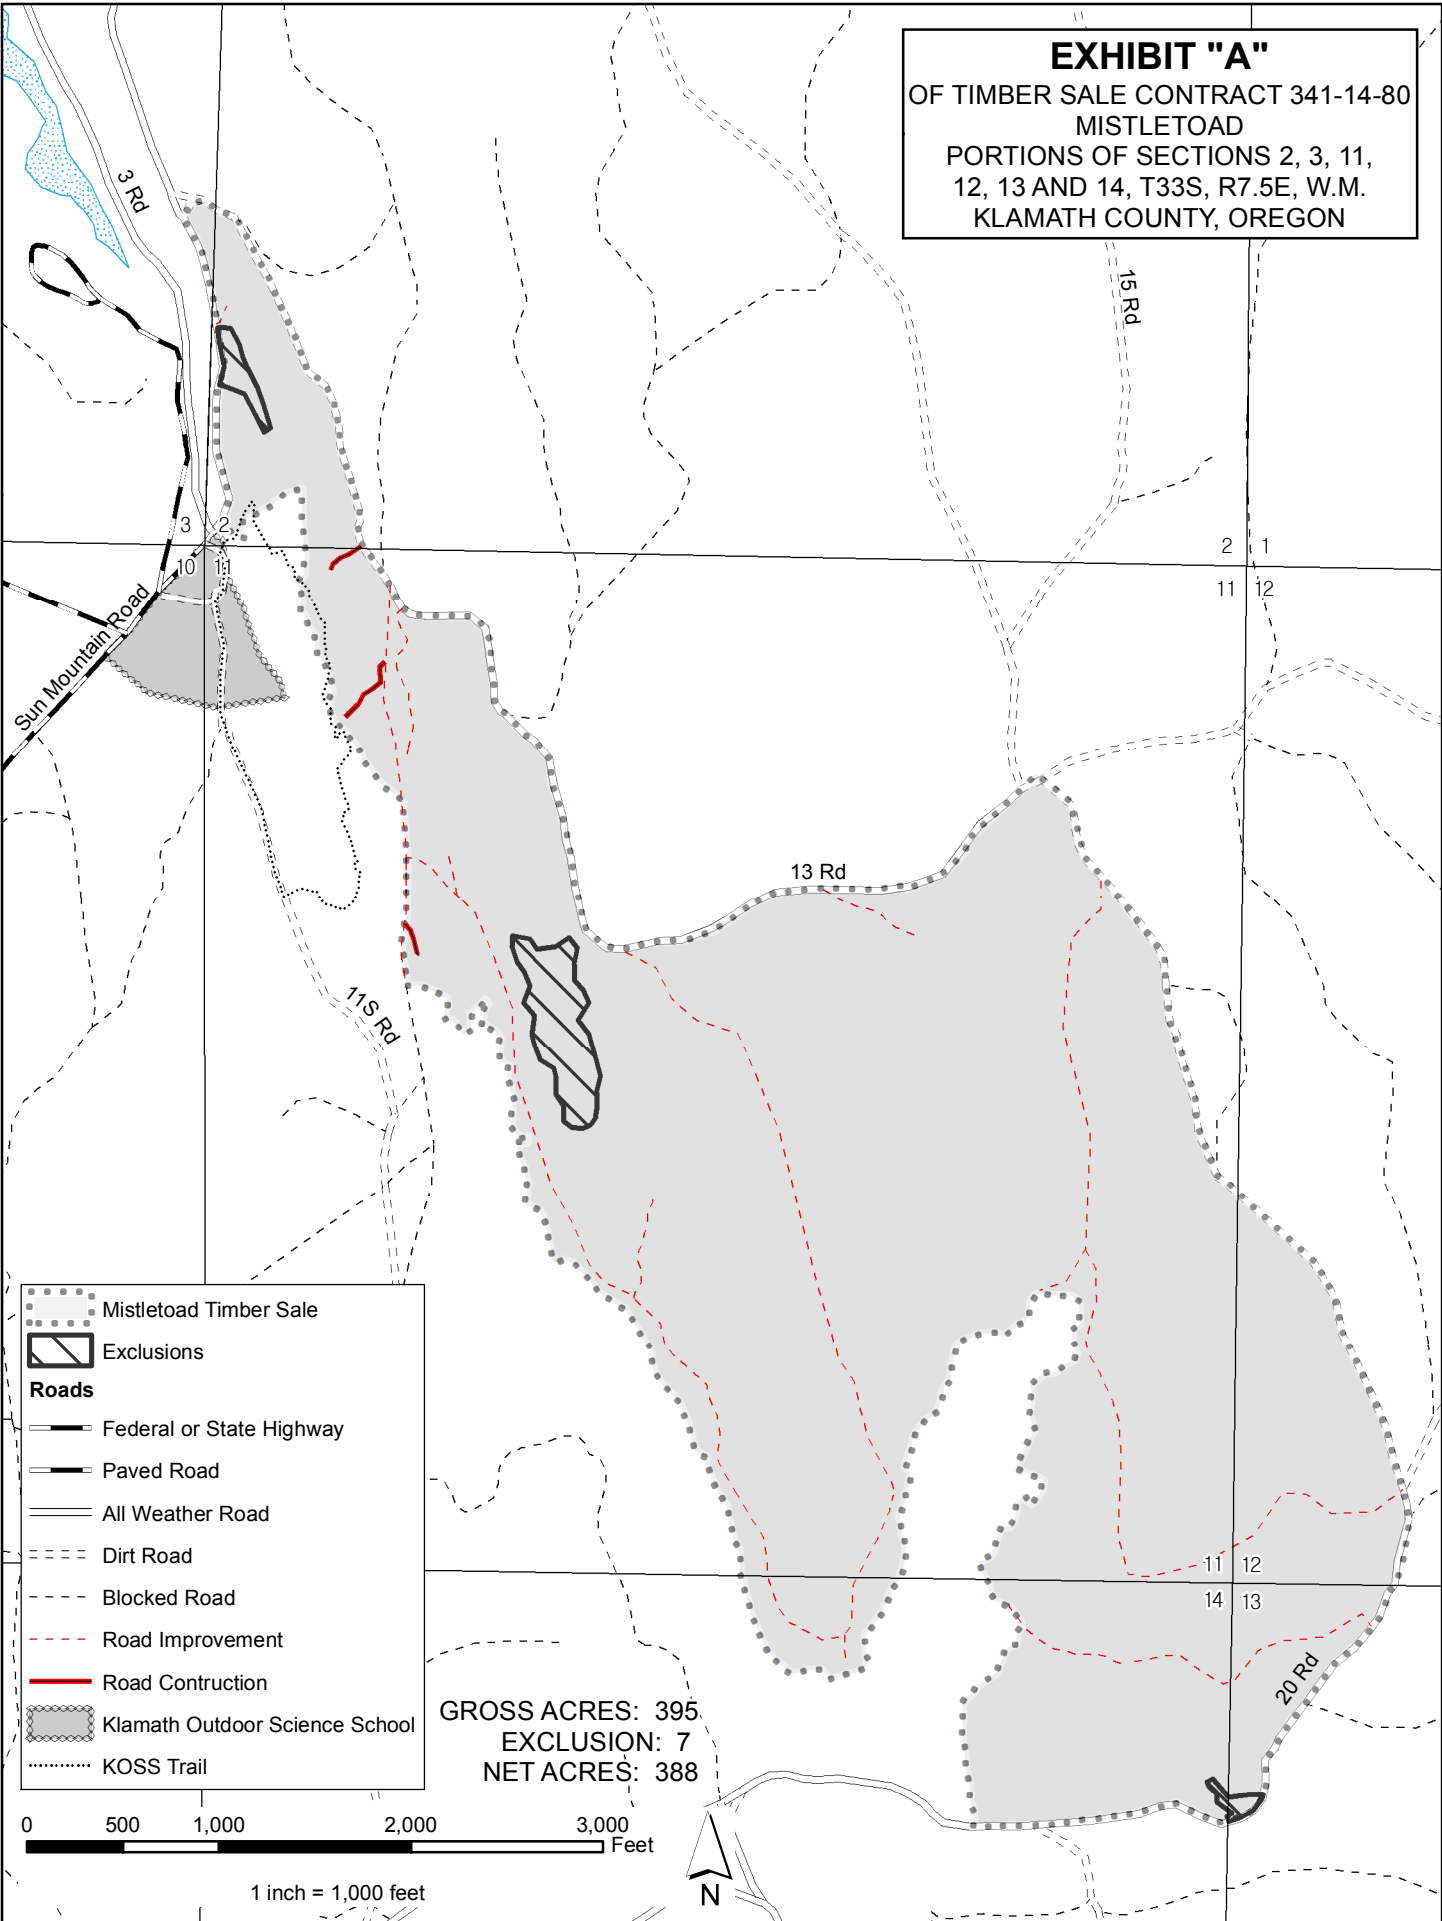 EXHIBIT "A"
OF TIMBER SALE CONTRACT 341-14-80
MISTLETOAD
PORTIONS OF SECTIONS 2, 3, 11,
12, 13 AND 14, T33S, R7.5E, W.M.
KLAMATH COUNTY, OREGON
3 Rd
15 Rd
3 2
10 11
2 1
11 12
Sun Mountain Road
13 Rd
11S Rd
11 12
14 13
20 Rd
Mistletoad Timber Sale
Exclusions
Roads
Federal or State Highway
Paved Road
All Weather Road
Dirt Road
Blocked Road
Road Improvement
Road Contruction
Klamath Outdoor Science School
KOSS Trail
GROSS ACRES: 395
EXCLUSION: 7
NET ACRES: 388
0 500 1,000 2,000 3,000
Feet
1 inch = 1,000 feet
N